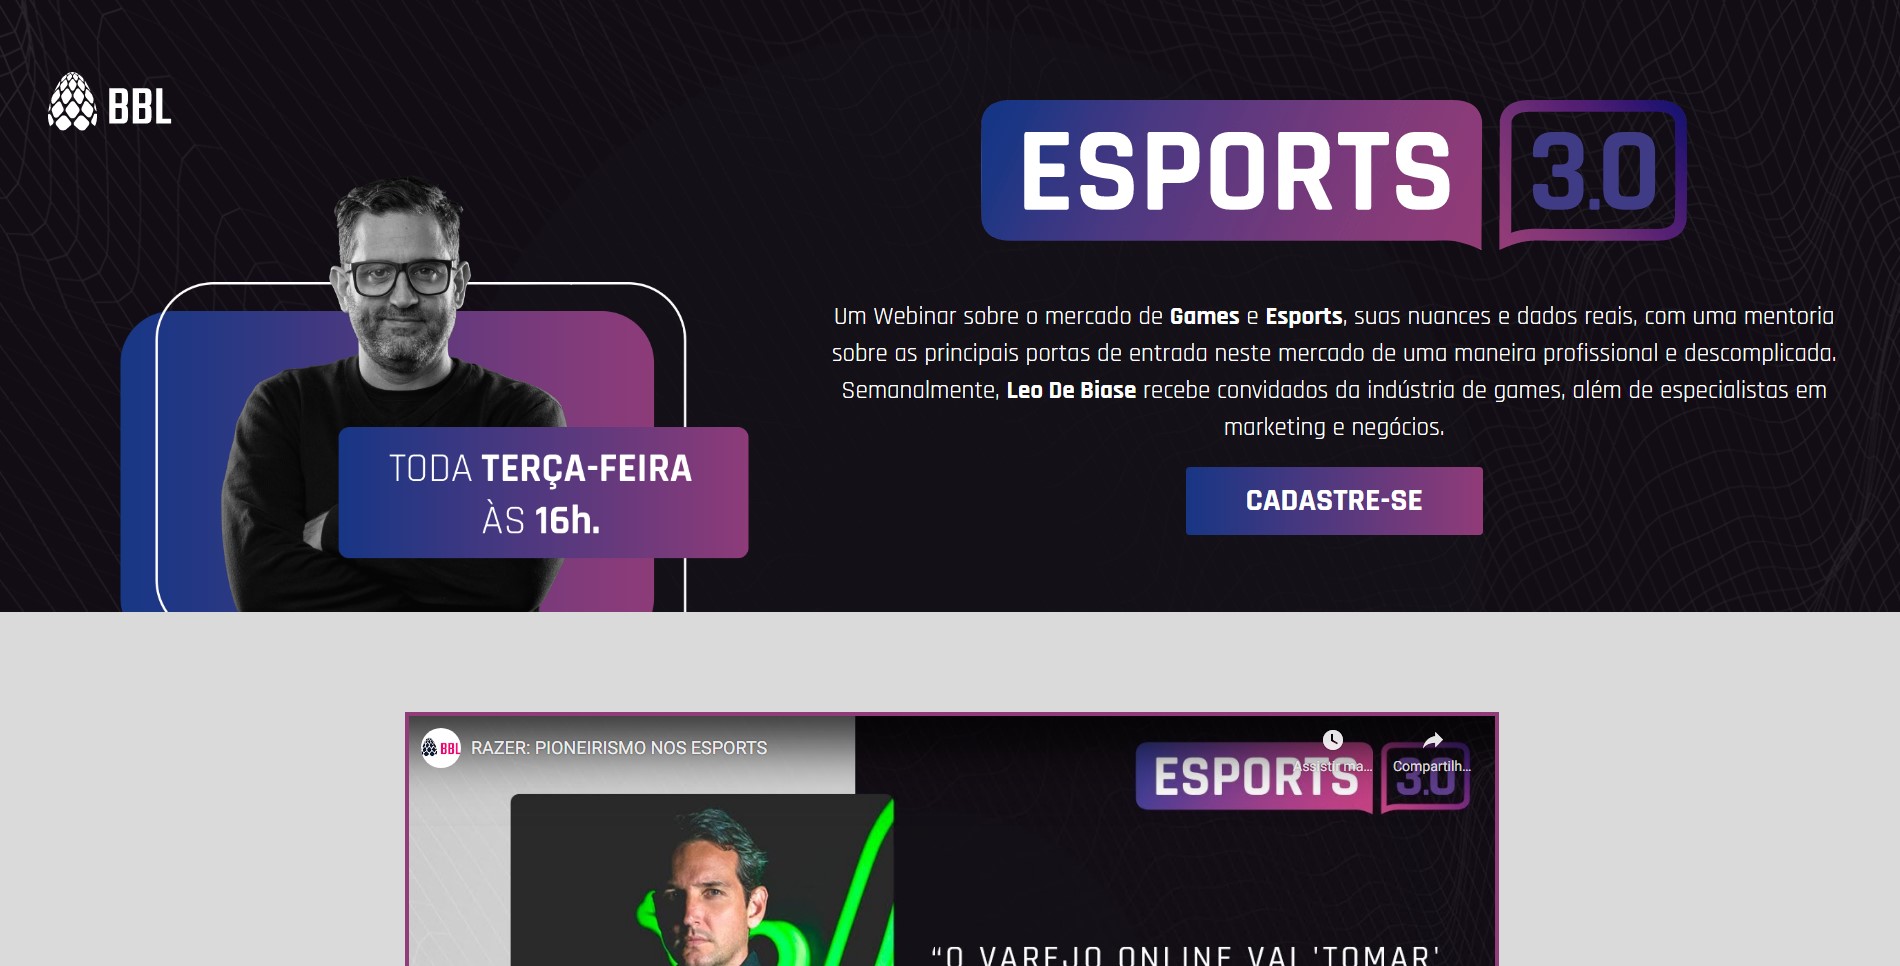 BBL
ESPORTS 3.0
Um Webinar sobre o mercado de Games e Esports, suas nuances e dados reais, com uma mentoria
sobre as principais portas de entrada neste mercado de uma maneira profissional e descomplicada.
Semanalmente, Leo De Biase recebe convidados da indústria de games, além de especialistas em
marketing e negócios.
TODA TERÇA-FEIRA
ÀS 16h.
CADASTRE-SE
BBL RAZER: PIONEIRISMO NOS ESPORTS
Assistir ma... Compartilh...
ESPORTS 3.0
“O VAREJO ONLINE VAI 'TOMAR'